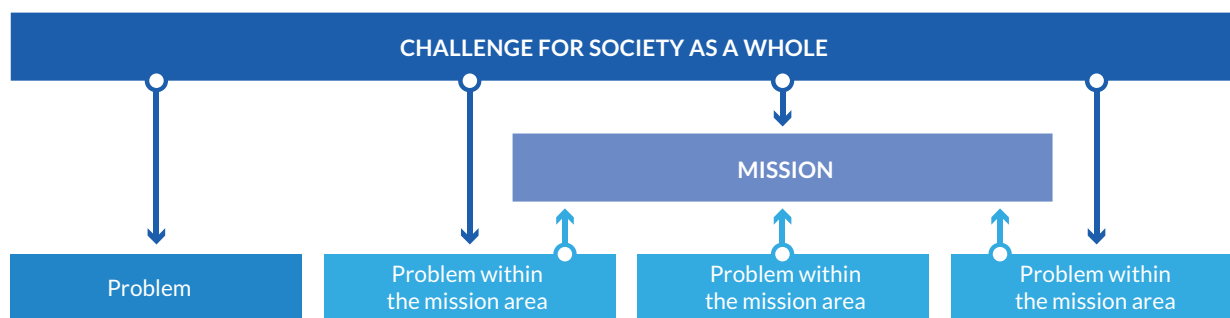 CHALLENGE FOR SOCIETY AS A WHOLE
MISSION
Problem
Problem within
the mission area
Problem within
the mission area
Problem within
the mission area